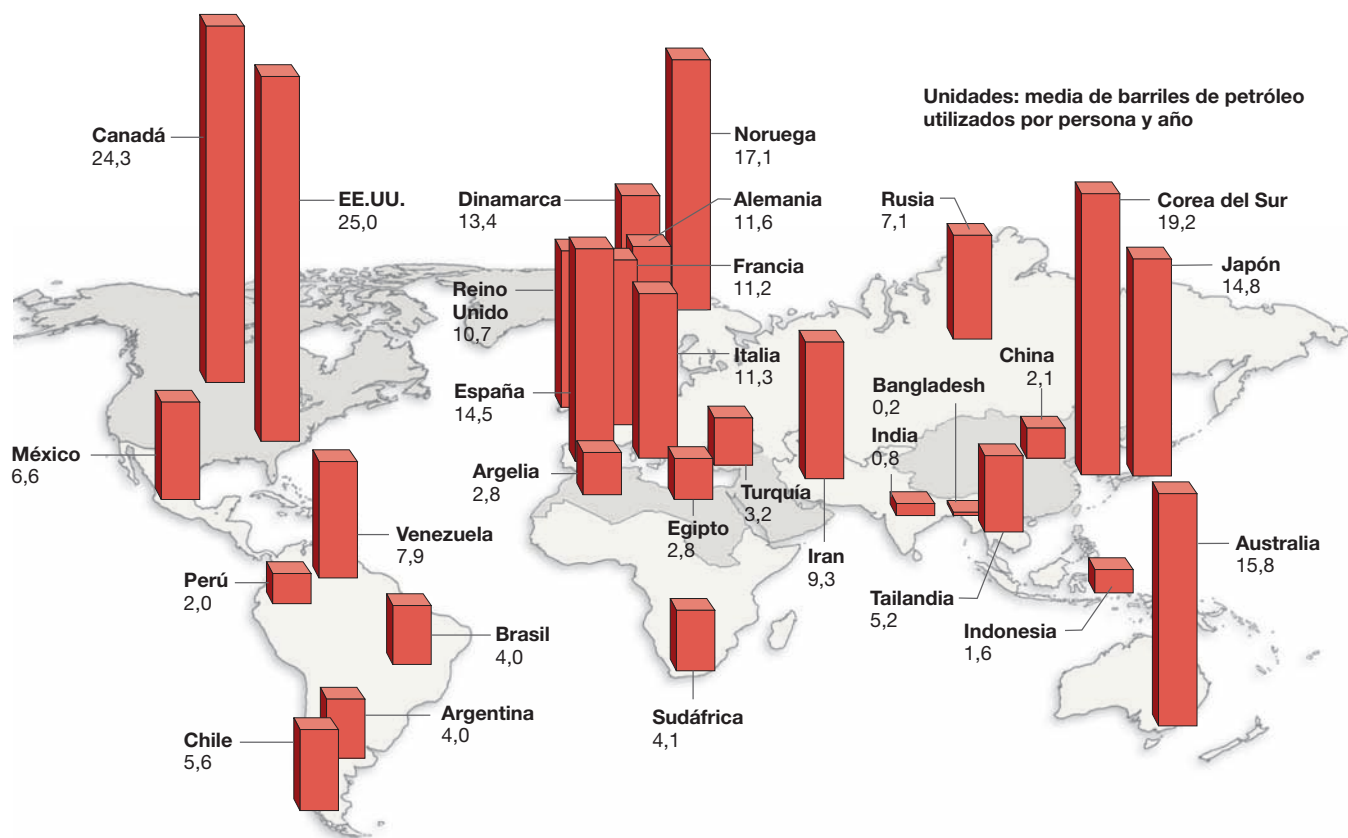 Unidades: media de barriles de petróleo
utilizados por persona y año
Canadá
24,3
EE.UU.
25,0
México
6,6
Venezuela
7,9
Perú
2,0
Brasil
4,0
Argentina
4,0
Chile
5,6
Noruega
17,1
Dinamarca
13,4
Alemania
11,6
Francia
11,2
Reino
Unido
10,7
Italia
11,3
España
14,5
Argelia
2,8
Egipto
2,8
Turquía
3,2
Sudáfrica
4,1
Iran
9,3
Rusia
7,1
Bangladesh
0,2
India
0,8
China
2,1
Tailandia
5,2
Indonesia
1,6
Corea del Sur
19,2
Japón
14,8
Australia
15,8